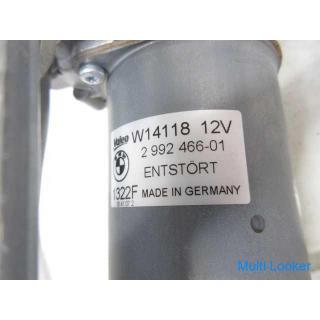 Valeo W14118 12V
2 992 466-01
ENTSTÖRT
1322F MADE IN GERMANY
Multi Looker